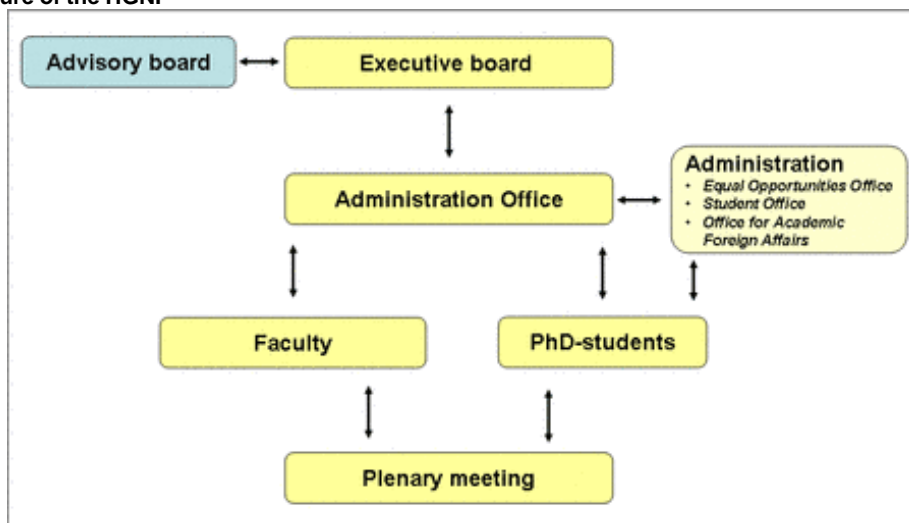 Advisory board
Executive board
Administration Office
Administration
• Equal Opportunities Office
• Student Office
• Office for Academic
Foreign Affairs
Faculty
PhD-students
Plenary meeting